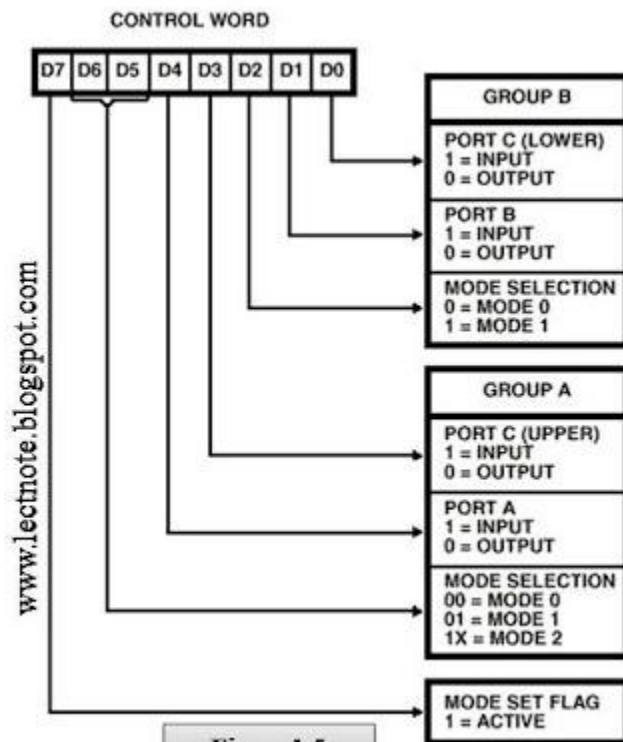 CONTROL WORD
D7 D6 D5 D4 D3 D2 D1 D0
GROUP B
PORT C (LOWER)
1 = INPUT
0 = OUTPUT
PORT B
1 = INPUT
0 = OUTPUT
MODE SELECTION
0 = MODE 0
1 = MODE 1
GROUP A
PORT C (UPPER)
1 = INPUT
0 = OUTPUT
PORT A
1 = INPUT
0 = OUTPUT
MODE SELECTION
00 = MODE 0
01 = MODE 1
1X = MODE 2
MODE SET FLAG
1 = ACTIVE
www.lectnote.blogspot.com